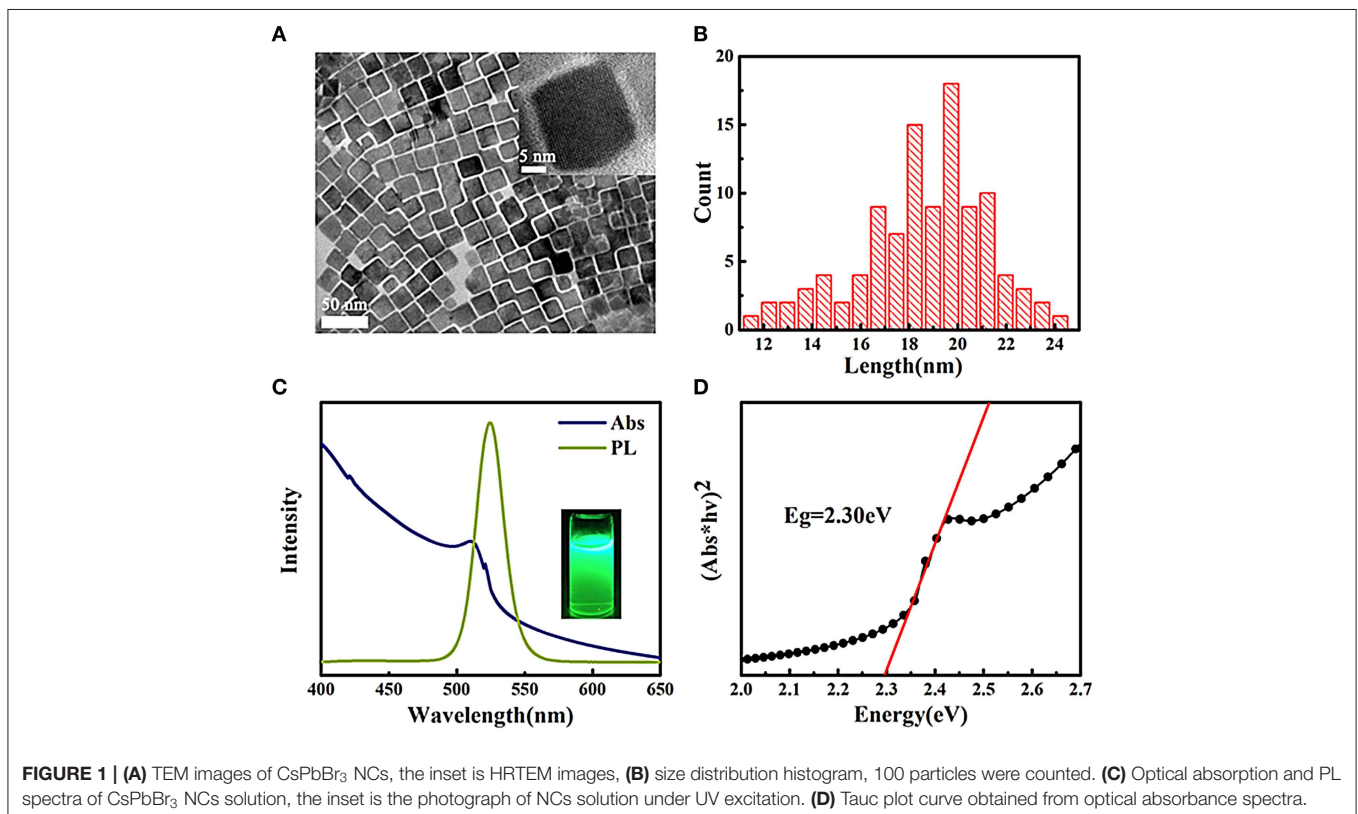 A
5 nm
50 nm
B
20
15
10
5
0
Count
12 14 16 18 20 22 24
Length(nm)
C
Abs
PL
Intensity
400 450 500 550 600 650
Wavelength(nm)
D
Eg=2.30eV
(Abs*hv)²
2.0 2.1 2.2 2.3 2.4 2.5 2.6 2.7
Energy(eV)
FIGURE 1 | (A) TEM images of CsPbBr₃ NCs, the inset is HRTEM images, (B) size distribution histogram, 100 particles were counted. (C) Optical absorption and PL
spectra of CsPbBr₃ NCs solution, the inset is the photograph of NCs solution under UV excitation. (D) Tauc plot curve obtained from optical absorbance spectra.